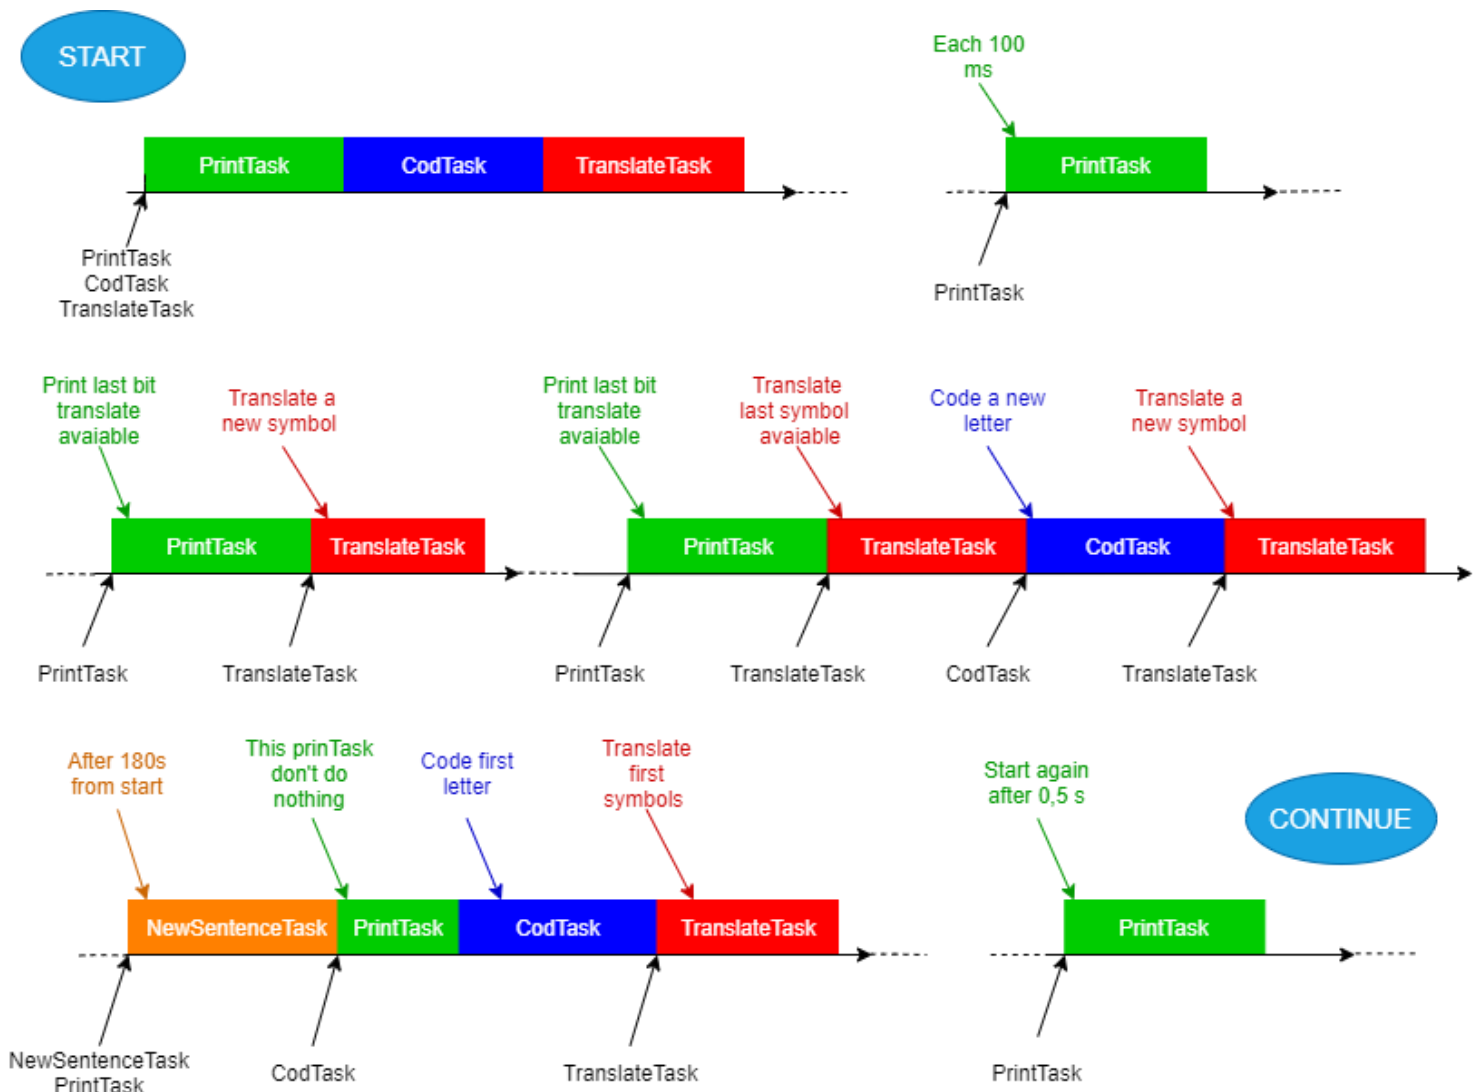 START
Each 100
ms
PrintTask
CodTask
TranslateTask
PrintTask
PrintTask
CodTask
TranslateTask
PrintTask
Print last bit
translate
avaiable
Translate a
new symbol
Print last bit
translate
avaiable
Translate
last symbol
avaiable
Code a new
letter
Translate a
new symbol
PrintTask
TranslateTask
PrintTask
TranslateTask
CodTask
TranslateTask
PrintTask
TranslateTask
PrintTask
TranslateTask
CodTask
TranslateTask
After 180s
from start
This prinTask
don't do
nothing
Code first
letter
Translate
first
symbols
Start again
after 0,5 s
CONTINUE
NewSentenceTask
PrintTask
CodTask
TranslateTask
PrintTask
NewSentenceTask
PrintTask
CodTask
TranslateTask
PrintTask